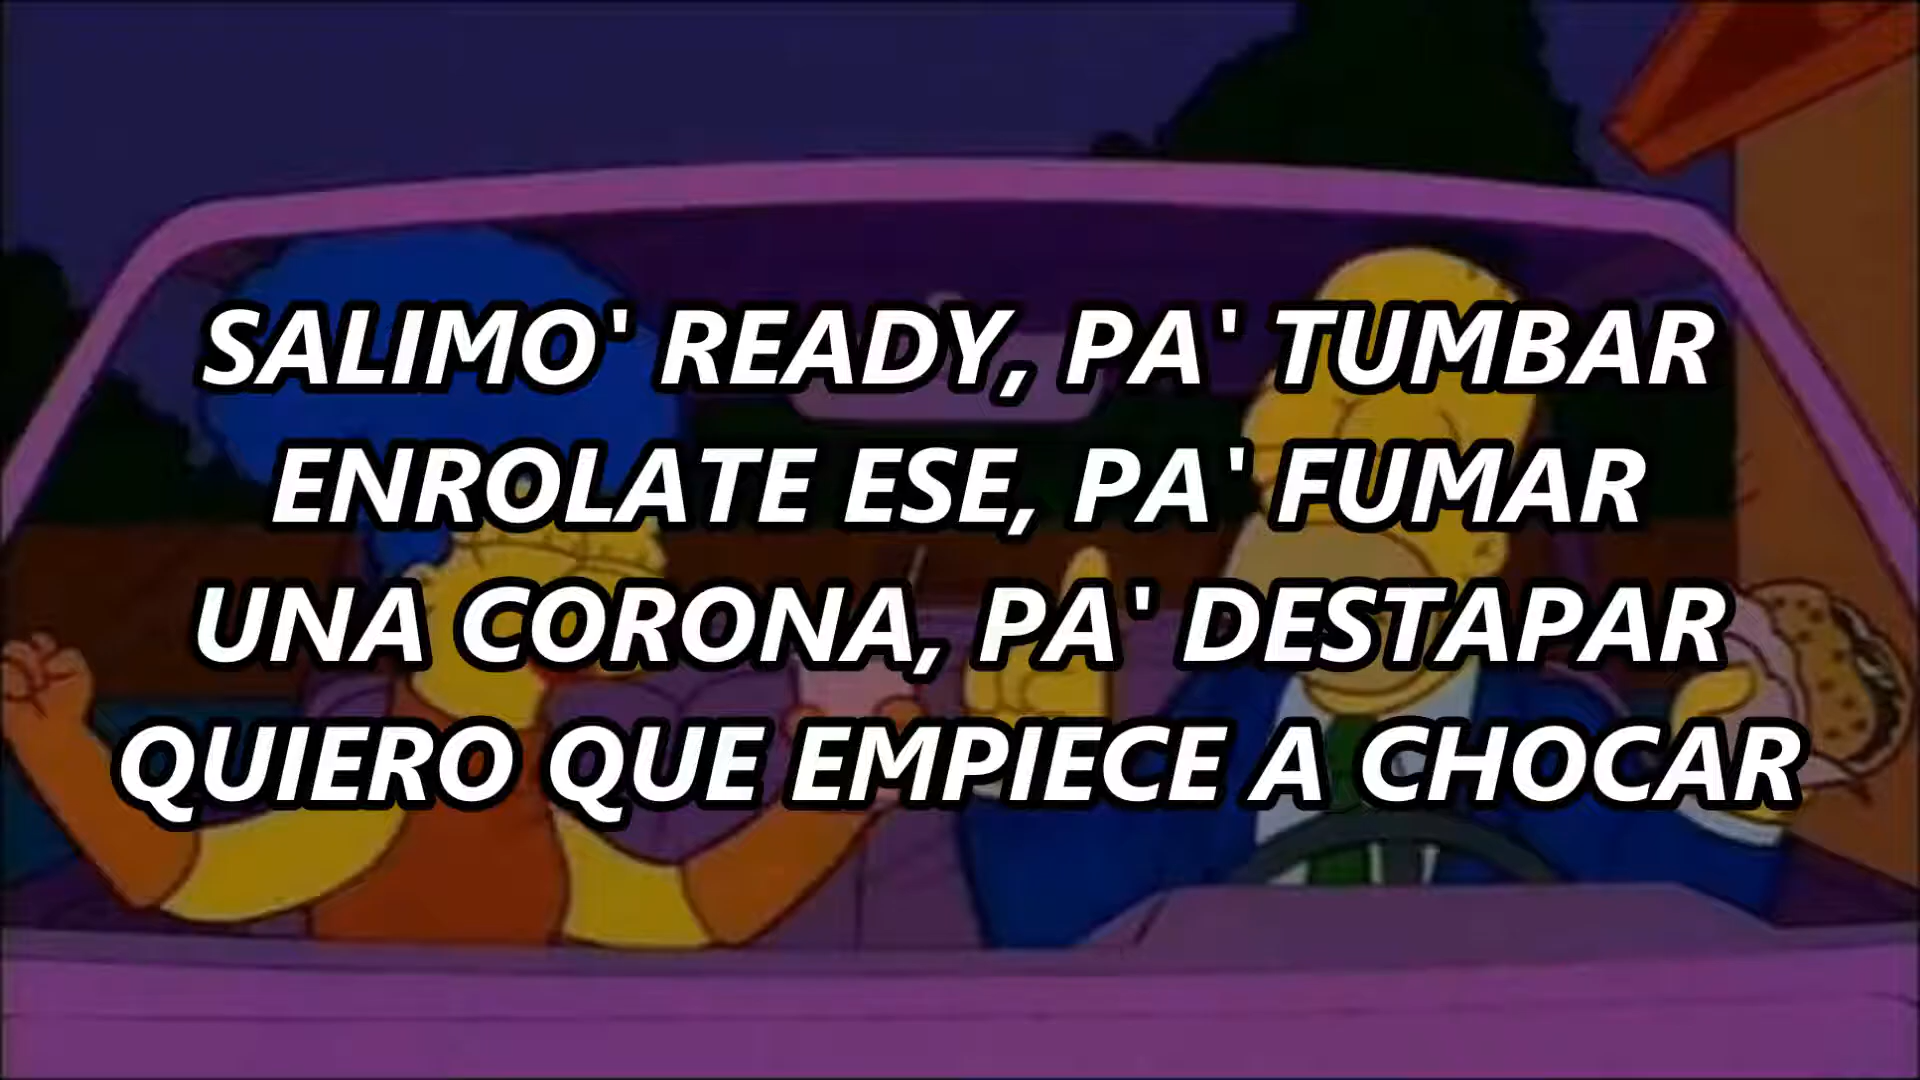 SALIMO' READY, PA' TUMBAR
ENROLATE ESE, PA' FUMAR
UNA CORONA, PA' DESTAPAR
QUIERO QUE EMPIECE A CHOCAR